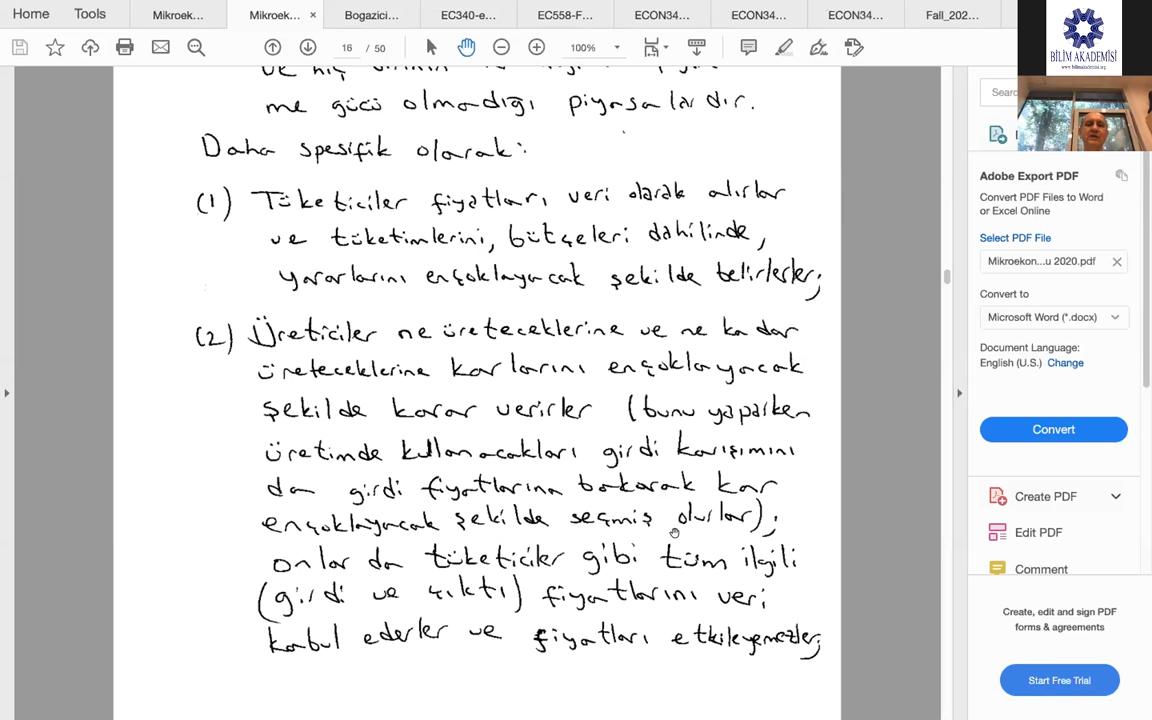 Home Tools Mikroek... Mikroek... × Bogazici... EC340-e... EC558-F... ECON34... ECON34... ECON34... Fall_202...
BİLİM AKADEMİSİ
www.bilimakademisi.org
16 / 50 100%
me gücü olmadığı piyasalardır.
Daha spesifik olarak:
(1) Tüketiciler fiyatları veri olarak alırlar
ve tüketimlerini, bütçeleri dahilinde,
yararlarını ençoklayacak şekilde belirlerler;
(2) Üreticiler ne üreteceklerine ve ne kadar
üreteceklerine karlarını ençoklayacak
şekilde karar verirler (bunu yaparken
üretimde kullanacakları girdi karışımını
da girdi fiyatlarına bakarak kar
ençoklayacak şekilde seçmiş olurlar);
onlar da tüketiciler gibi tüm ilgili
(girdi ve çıktı) fiyatlarını veri
kabul ederler ve fiyatları etkileyemezler;
Searc
Adobe Export PDF
Convert PDF Files to Word
or Excel Online
Select PDF File
Mikroekon...u 2020.pdf ×
Convert to
Microsoft Word (*.docx)
Document Language:
English (U.S.) Change
Convert
Create PDF
Edit PDF
Comment
Create, edit and sign PDF
forms & agreements
Start Free Trial